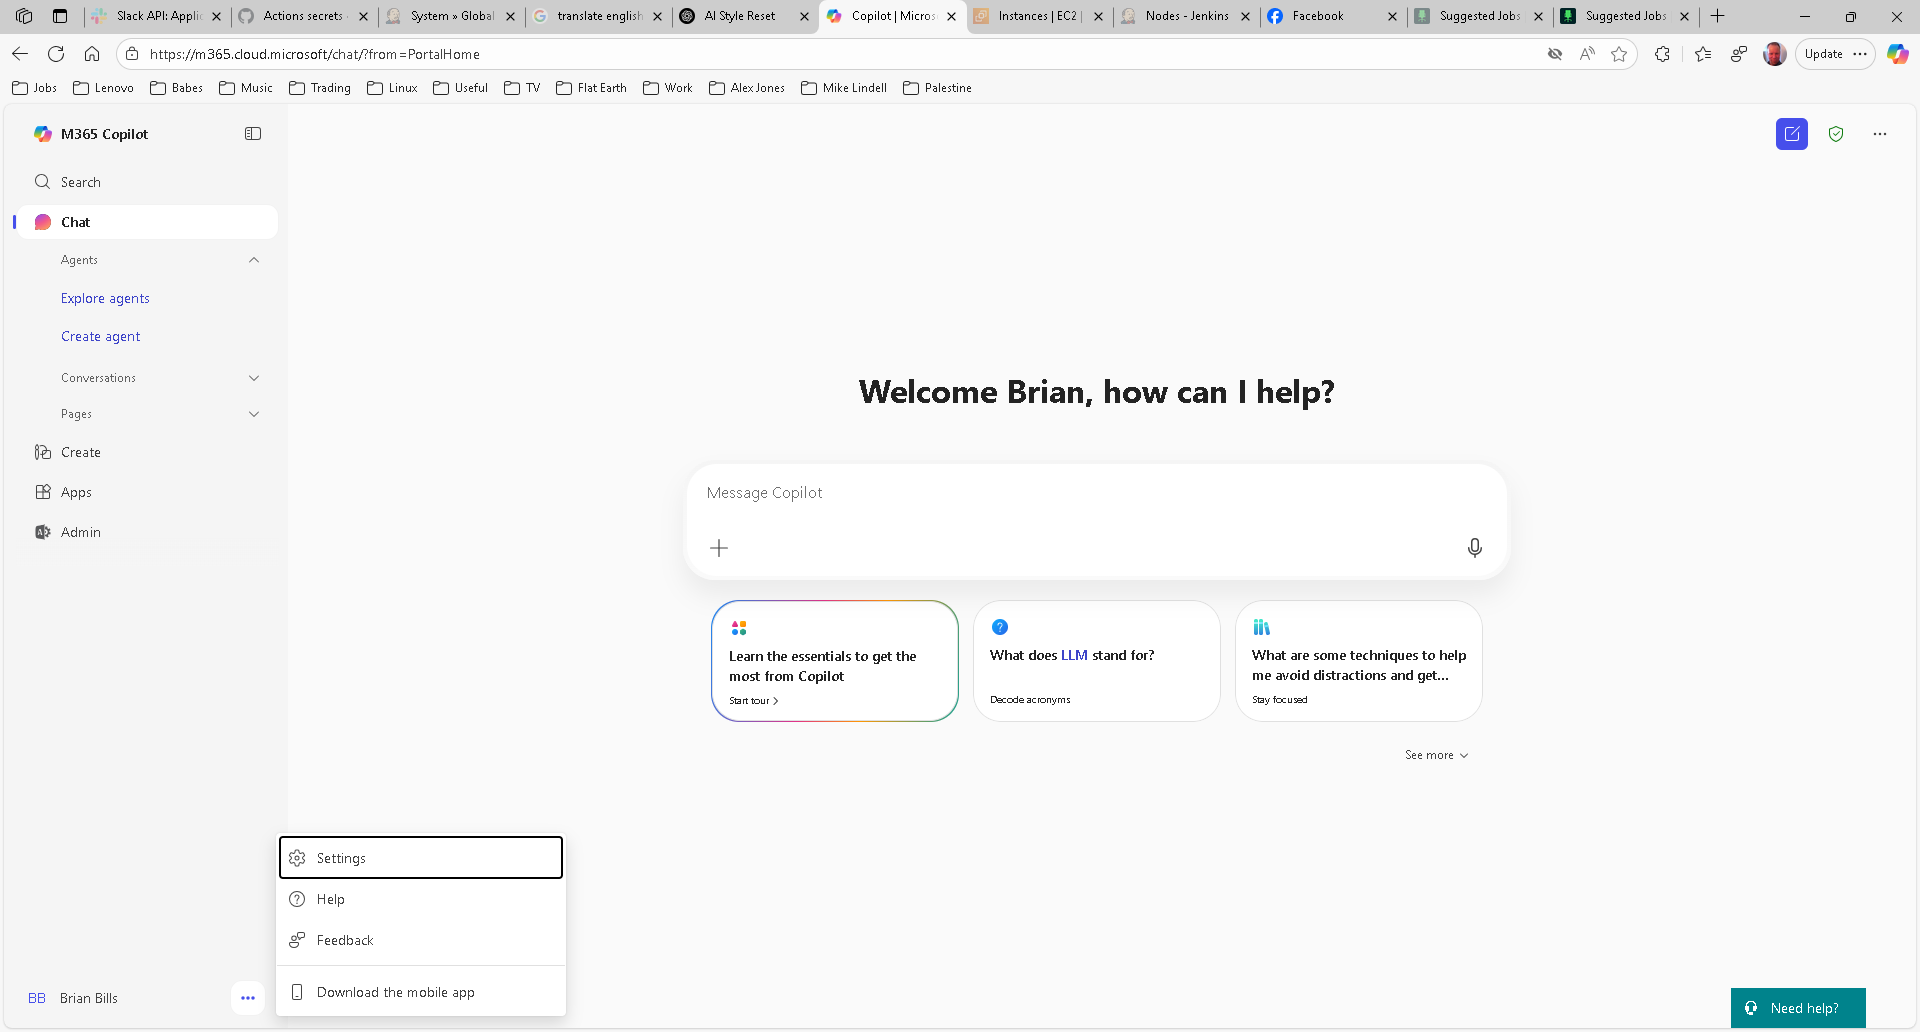 Slack API: Applic
Actions secrets
System » Global
translate english
AI Style Reset
Copilot | Micros
Instances | EC2 |
Nodes - Jenkins
Facebook
Suggested Jobs
Suggested Jobs
https://m365.cloud.microsoft/chat/?from=PortalHome
Update
Jobs
Lenovo
Babes
Music
Trading
Linux
Useful
TV
Flat Earth
Work
Alex Jones
Mike Lindell
Palestine
M365 Copilot
Search
Chat
Agents
Explore agents
Create agent
Conversations
Pages
Create
Apps
Admin
Welcome Brian, how can I help?
Message Copilot
Learn the essentials to get the
most from Copilot
Start tour
What does LLM stand for?
Decode acronyms
What are some techniques to help
me avoid distractions and get...
Stay focused
See more
Settings
Help
Feedback
Download the mobile app
BB Brian Bills
Need help?